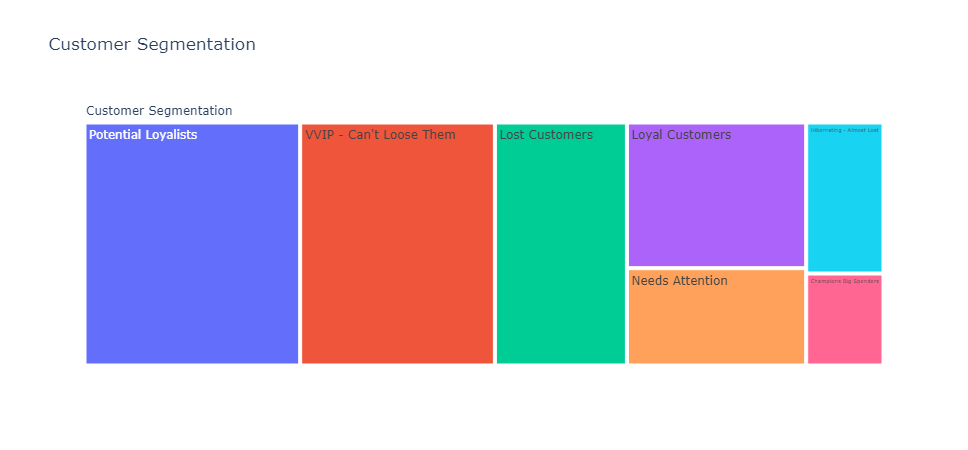 Customer Segmentation
Customer Segmentation
Potential Loyalists
VVIP - Can't Loose Them
Lost Customers
Loyal Customers
Needs Attention
Hibernating - Almost Lost
Champions Big Spenders